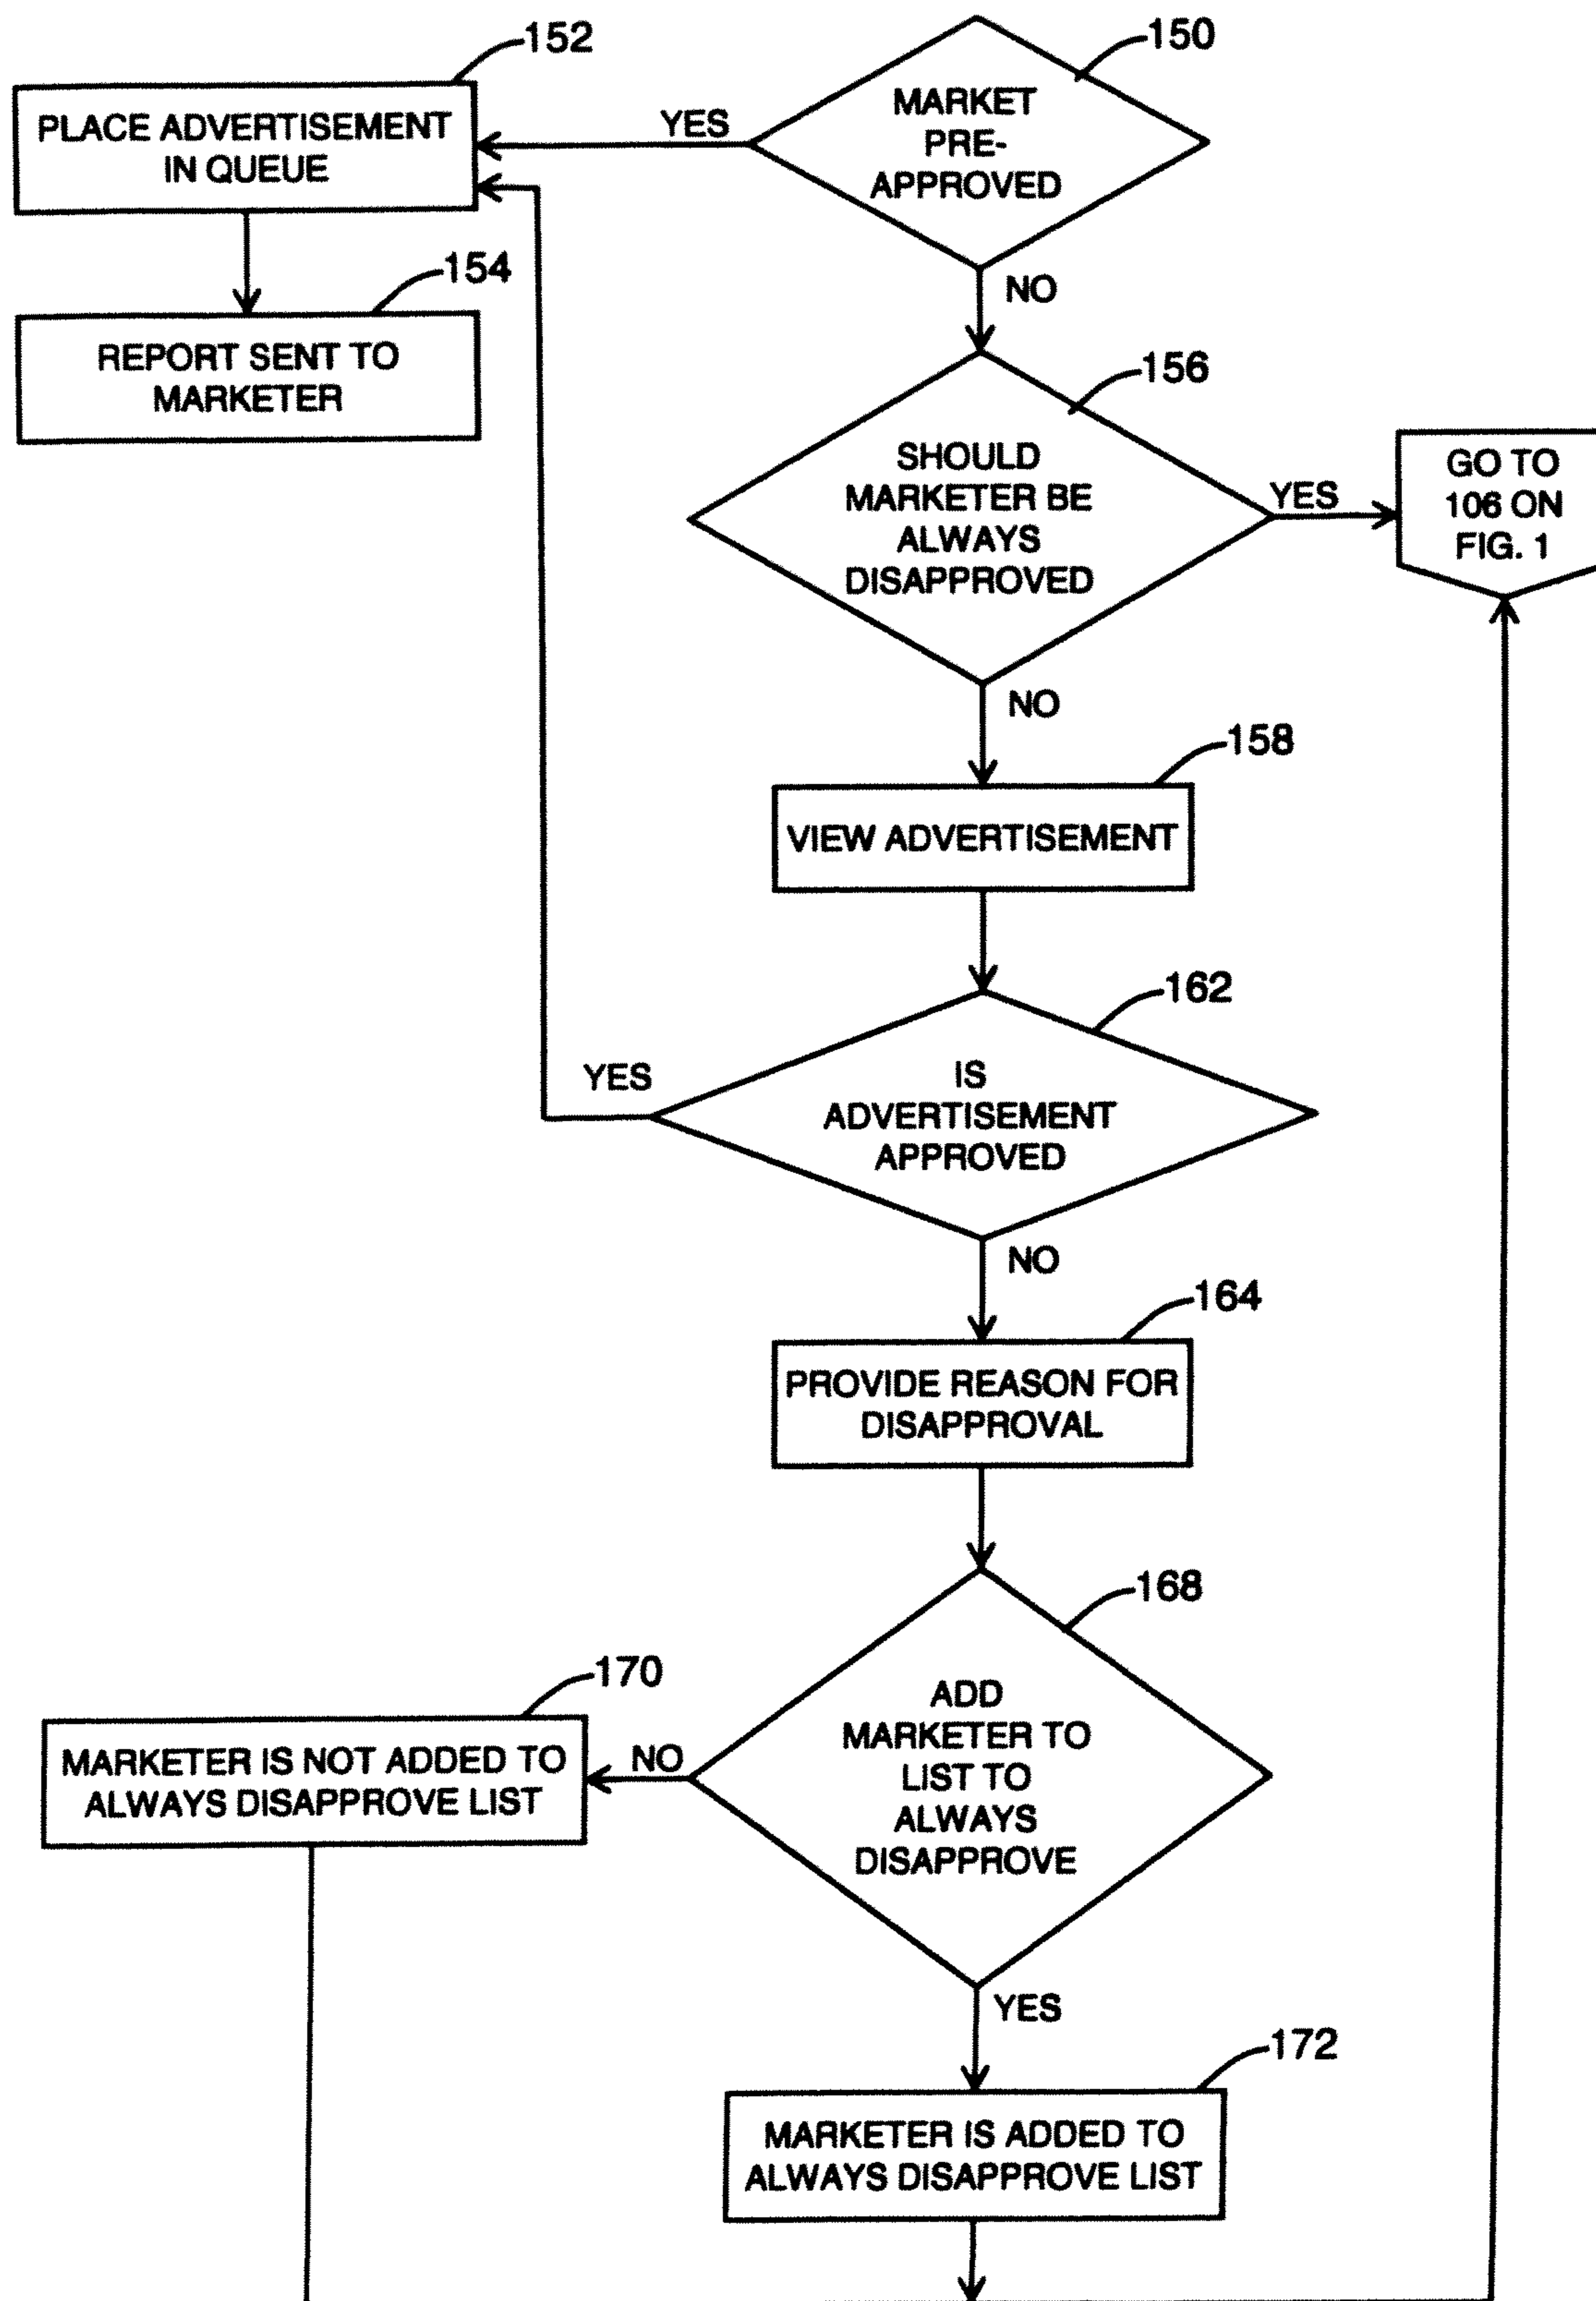 152
PLACE ADVERTISEMENT
IN QUEUE
YES
150
MARKET
PRE-
APPROVED
NO
154
REPORT SENT TO
MARKETER
156
SHOULD
MARKETER BE
ALWAYS
DISAPPROVED
YES
GO TO
106 ON
FIG. 1
NO
158
VIEW ADVERTISEMENT
162
IS
ADVERTISEMENT
APPROVED
YES
NO
164
PROVIDE REASON FOR
DISAPPROVAL
168
ADD
MARKETER TO
LIST TO
ALWAYS
DISAPPROVE
NO
170
MARKETER IS NOT ADDED TO
ALWAYS DISAPPROVE LIST
YES
172
MARKETER IS ADDED TO
ALWAYS DISAPPROVE LIST